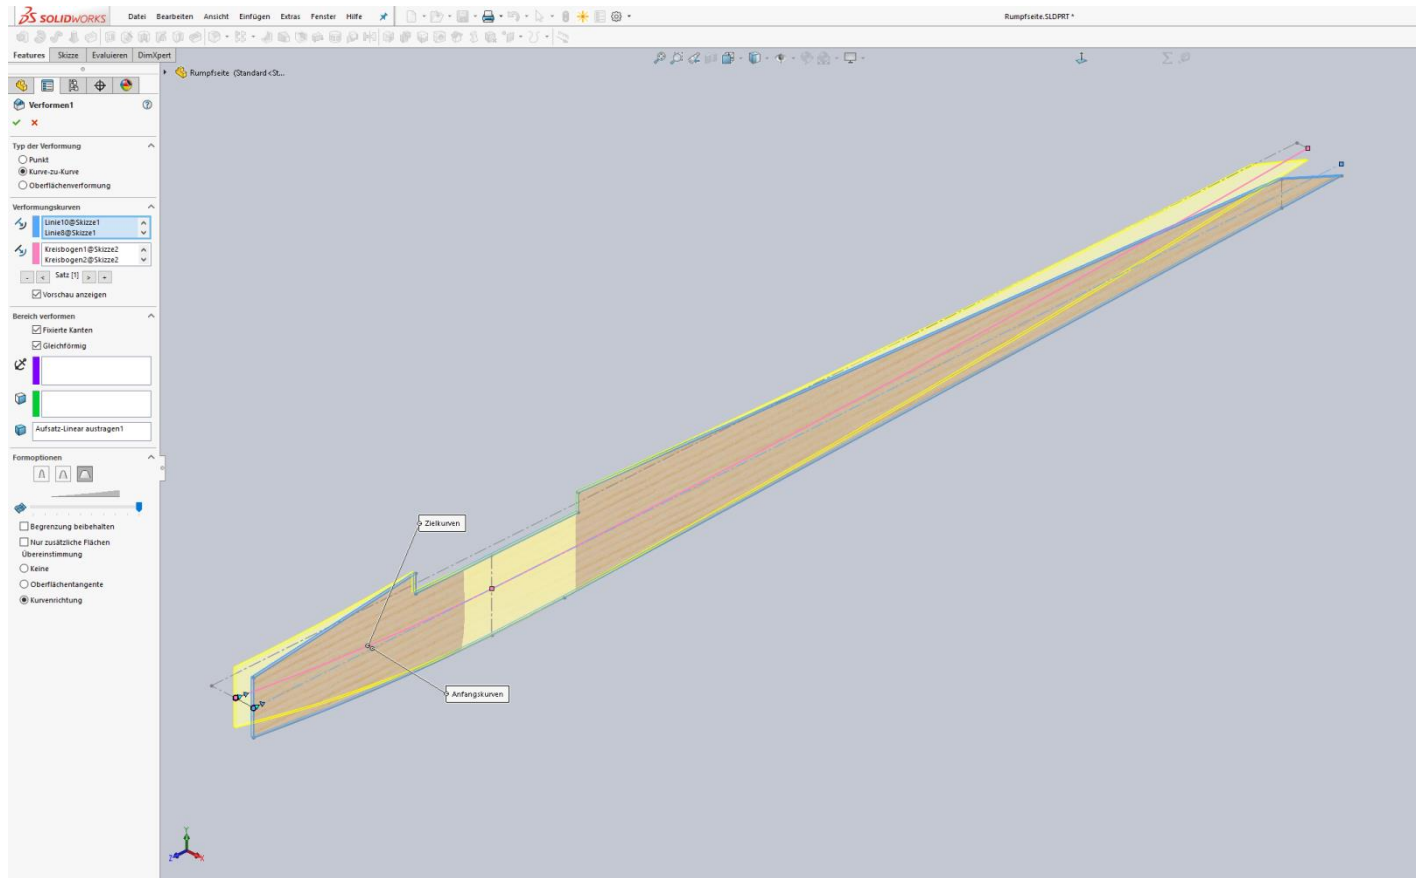 SOLIDWORKS Datei Bearbeiten Ansicht Einfügen Extras Fenster Hilfe Rumpfseite.SLDPRT *
Features Skizze Evaluieren DimXpert
Rumpfseite (Standard<St...
Verformen1
Typ der Verformung
Punkt
Kurve-zu-Kurve
Oberflächenverformung
Verformungskurven
Linie10@Skizze1
Linie8@Skizze1
Kreisbogen1@Skizze2
Kreisbogen2@Skizze2
- < Satz [1] > +
Vorschau anzeigen
Bereich verformen
Fixierte Kanten
Gleichförmig
Aufsatz-Linear austragen1
Formoptionen
Begrenzung beibehalten
Nur zusätzliche Flächen
Übereinstimmung
Keine
Oberflächentangente
Kurvenrichtung
Zielkurven
Anfangskurven
Y
Z
X